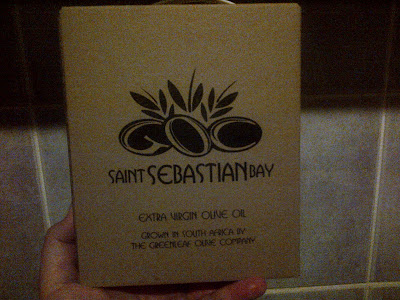 SAINT SEBASTIAN BAY
EXTRA VIRGIN OLIVE OIL
GROWN IN SOUTH AFRICA BY
THE GREENLEAF OLIVE COMPANY